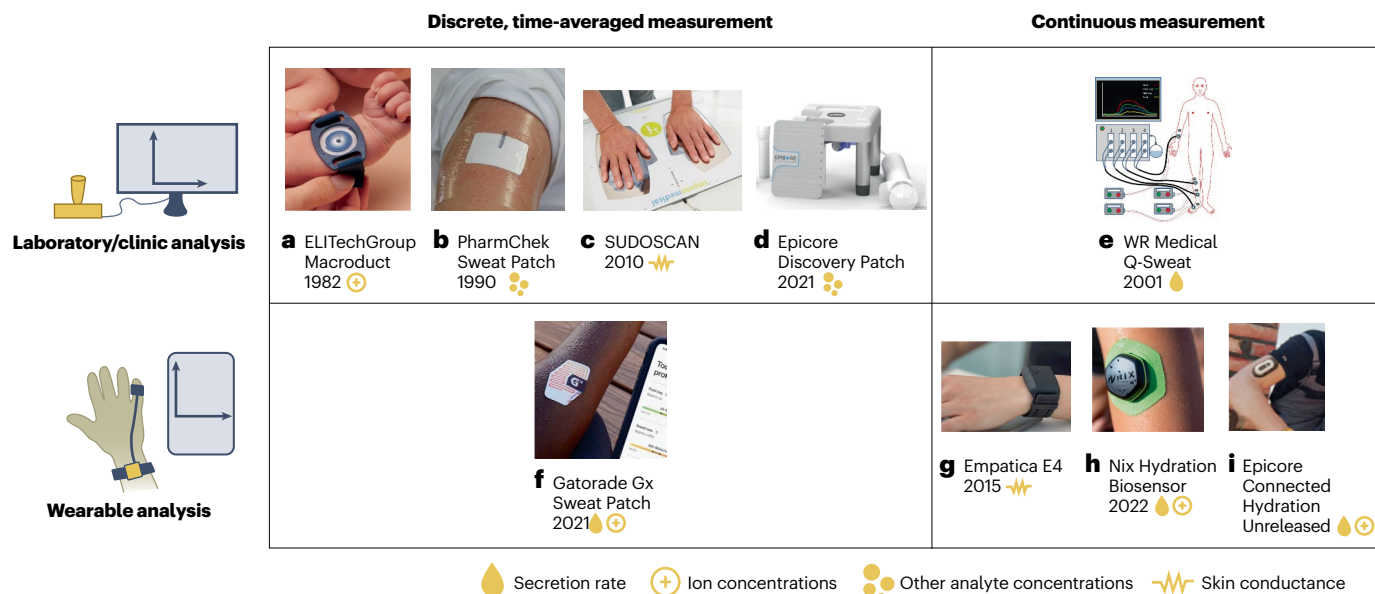 Discrete, time-averaged measurement
Continuous measurement
Laboratory/clinic analysis
a ELITechGroup
Macroduct
1982
b PharmChek
Sweat Patch
1990
c SUDOSCAN
2010
d Epicore
Discovery Patch
2021
e WR Medical
Q-Sweat
2001
Wearable analysis
Gx
NIX
f Gatorade Gx
Sweat Patch
2021
g Empatica E4
2015
h Nix Hydration
Biosensor
2022
i Epicore
Connected
Hydration
Unreleased
Secretion rate
Ion concentrations
Other analyte concentrations
Skin conductance